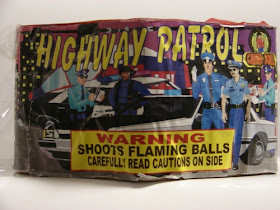 HIGHWAY PATROL
WARNING
SHOOTS FLAMING BALLS
CAREFULLY READ CAUTIONS ON SIDE